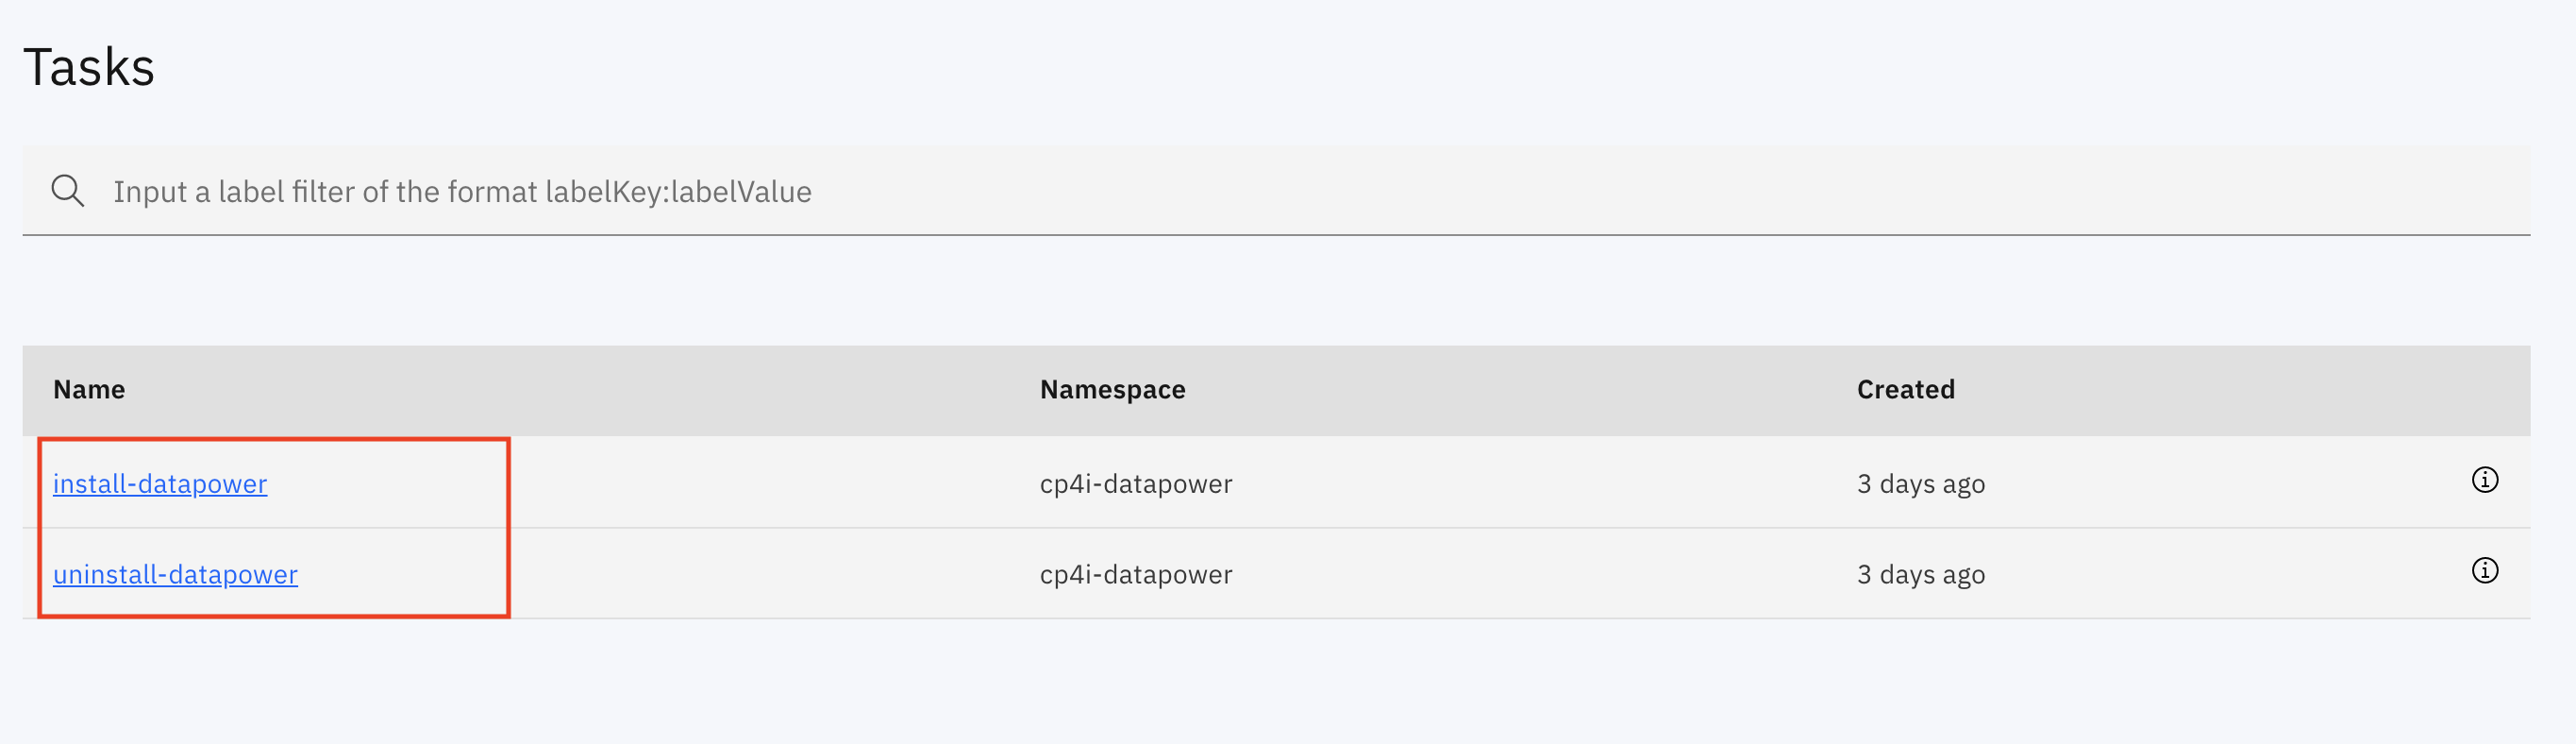 Tasks
Input a label filter of the format labelKey:labelValue
Name Namespace Created
install-datapower cp4i-datapower 3 days ago
uninstall-datapower cp4i-datapower 3 days ago